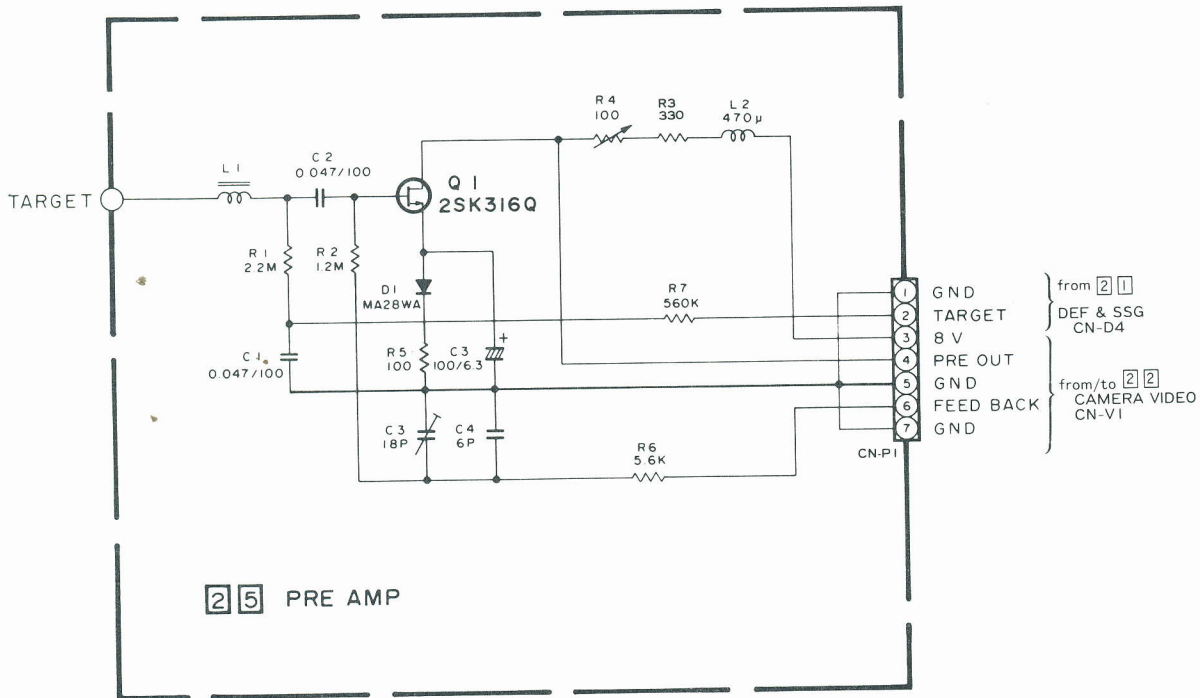 R4
100
R3
330
L2
470μ
L1
C2
0.047/100
Q1
2SK316Q
TARGET
R1
2.2M
R2
1.2M
D1
MA28WA
R7
560K
1 GND
2 TARGET
3 8V
4 PRE OUT
5 GND
6 FEED BACK
7 GND
from 2 1
DEF & SSG
CN-D4
from/to 2 2
CAMERA VIDEO
CN-V1
C1
0.047/100
R5
100
C3
100/6.3
+
C3
18P
C4
6P
R6
5.6K
CN-P1
2 5 PRE AMP